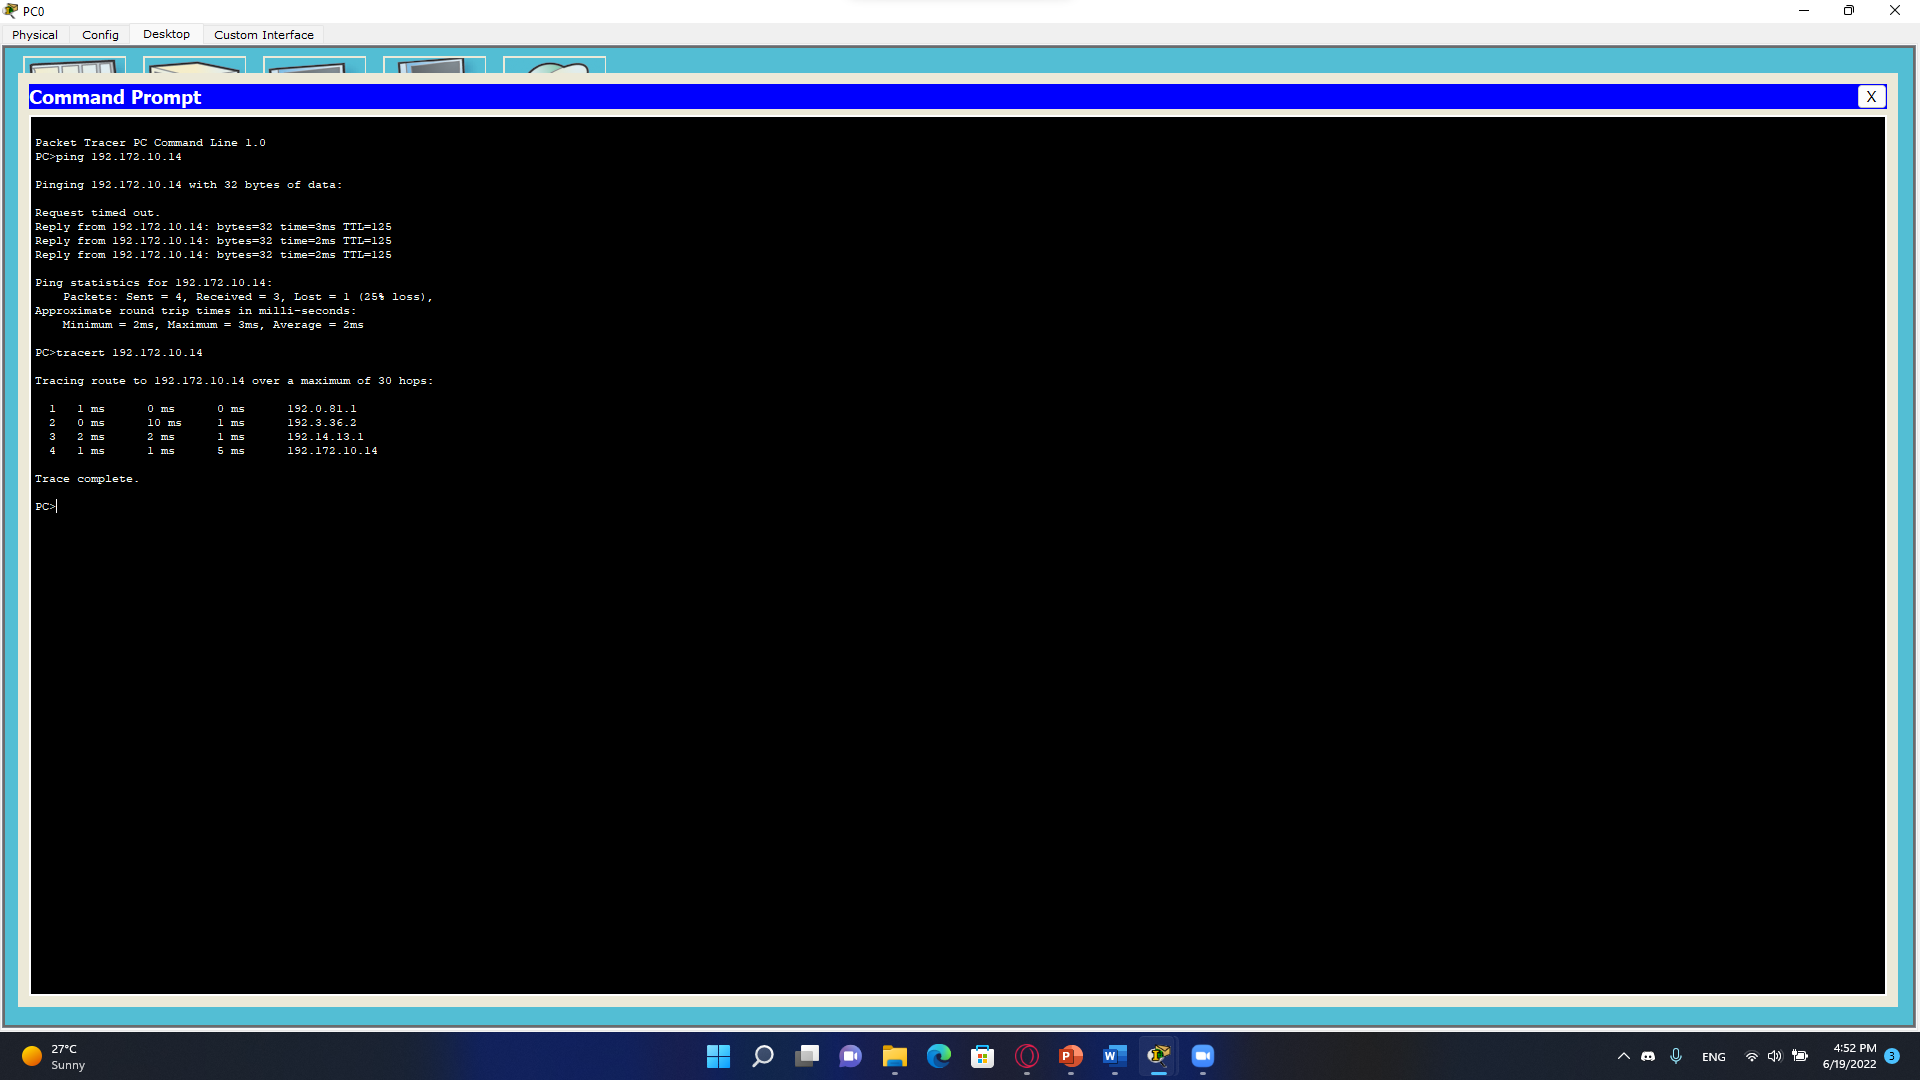 PC0
Physical Config Desktop Custom Interface
Command Prompt
X
Packet Tracer PC Command Line 1.0
PC>ping 192.172.10.14
Pinging 192.172.10.14 with 32 bytes of data:
Request timed out.
Reply from 192.172.10.14: bytes=32 time=3ms TTL=125
Reply from 192.172.10.14: bytes=32 time=2ms TTL=125
Reply from 192.172.10.14: bytes=32 time=2ms TTL=125
Ping statistics for 192.172.10.14:
Packets: Sent = 4, Received = 3, Lost = 1 (25% loss),
Approximate round trip times in milli-seconds:
Minimum = 2ms, Maximum = 3ms, Average = 2ms
PC>tracert 192.172.10.14
Tracing route to 192.172.10.14 over a maximum of 30 hops:
1 1 ms 0 ms 0 ms 192.0.81.1
2 0 ms 10 ms 1 ms 192.3.36.2
3 2 ms 2 ms 1 ms 192.14.13.1
4 1 ms 1 ms 5 ms 192.172.10.14
Trace complete.
PC>
27°C
Sunny
P
W
ENG
4:52 PM
6/19/2022
3